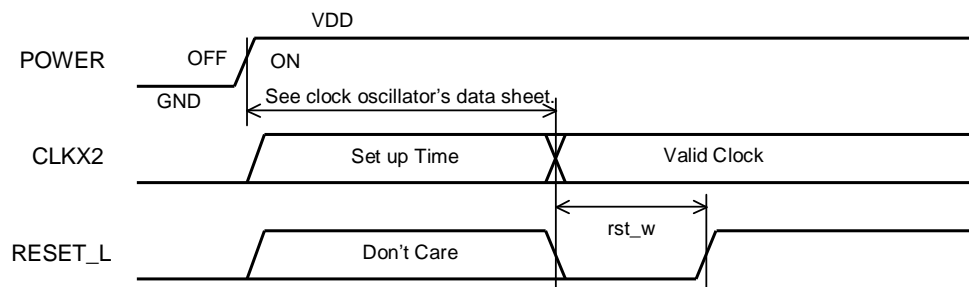 VDD
POWER OFF ON
GND
See clock oscillator's data sheet.
CLKX2 Set up Time Valid Clock
rst_w
RESET_L Don't Care